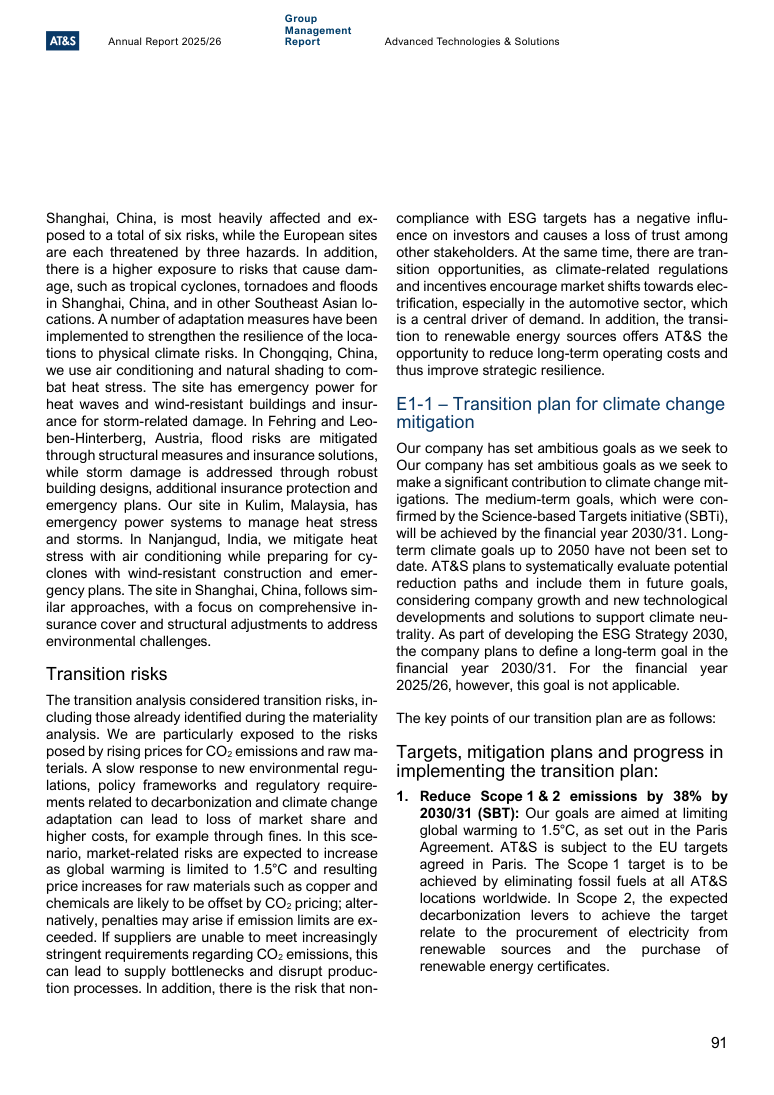 AT&S
Annual Report 2025/26
Group
Management
Report
Advanced Technologies & Solutions
Shanghai, China, is most heavily affected and ex-
posed to a total of six risks, while the European sites
are each threatened by three hazards. In addition,
there is a higher exposure to risks that cause dam-
age, such as tropical cyclones, tornadoes and floods
in Shanghai, China, and in other Southeast Asian lo-
cations. A number of adaptation measures have been
implemented to strengthen the resilience of the loca-
tions to physical climate risks. In Chongqing, China,
we use air conditioning and natural shading to com-
bat heat stress. The site has emergency power for
heat waves and wind-resistant buildings and insur-
ance for storm-related damage. In Fehring and Leo-
ben-Hinterberg, Austria, flood risks are mitigated
through structural measures and insurance solutions,
while storm damage is addressed through robust
building designs, additional insurance protection and
emergency plans. Our site in Kulim, Malaysia, has
emergency power systems to manage heat stress
and storms. In Nanjangud, India, we mitigate heat
stress with air conditioning while preparing for cy-
clones with wind-resistant construction and emer-
gency plans. The site in Shanghai, China, follows sim-
ilar approaches, with a focus on comprehensive in-
surance cover and structural adjustments to address
environmental challenges.
Transition risks
The transition analysis considered transition risks, in-
cluding those already identified during the materiality
analysis. We are particularly exposed to the risks
posed by rising prices for CO₂ emissions and raw ma-
terials. A slow response to new environmental regu-
lations, policy frameworks and regulatory require-
ments related to decarbonization and climate change
adaptation can lead to loss of market share and
higher costs, for example through fines. In this sce-
nario, market-related risks are expected to increase
as global warming is limited to 1.5°C and resulting
price increases for raw materials such as copper and
chemicals are likely to be offset by CO₂ pricing; alter-
natively, penalties may arise if emission limits are ex-
ceeded. If suppliers are unable to meet increasingly
stringent requirements regarding CO₂ emissions, this
can lead to supply bottlenecks and disrupt produc-
tion processes. In addition, there is the risk that non-
compliance with ESG targets has a negative influ-
ence on investors and causes a loss of trust among
other stakeholders. At the same time, there are tran-
sition opportunities, as climate-related regulations
and incentives encourage market shifts towards elec-
trification, especially in the automotive sector, which
is a central driver of demand. In addition, the transi-
tion to renewable energy sources offers AT&S the
opportunity to reduce long-term operating costs and
thus improve strategic resilience.
E1-1 – Transition plan for climate change
mitigation
Our company has set ambitious goals as we seek to
Our company has set ambitious goals as we seek to
make a significant contribution to climate change mit-
igations. The medium-term goals, which were con-
firmed by the Science-based Targets initiative (SBTi),
will be achieved by the financial year 2030/31. Long-
term climate goals up to 2050 have not been set to
date. AT&S plans to systematically evaluate potential
reduction paths and include them in future goals,
considering company growth and new technological
developments and solutions to support climate neu-
trality. As part of developing the ESG Strategy 2030,
the company plans to define a long-term goal in the
financial year 2030/31. For the financial year
2025/26, however, this goal is not applicable.
The key points of our transition plan are as follows:
Targets, mitigation plans and progress in
implementing the transition plan:
1. Reduce Scope 1 & 2 emissions by 38% by
2030/31 (SBT): Our goals are aimed at limiting
global warming to 1.5°C, as set out in the Paris
Agreement. AT&S is subject to the EU targets
agreed in Paris. The Scope 1 target is to be
achieved by eliminating fossil fuels at all AT&S
locations worldwide. In Scope 2, the expected
decarbonization levers to achieve the target
relate to the procurement of electricity from
renewable sources and the purchase of
renewable energy certificates.
91